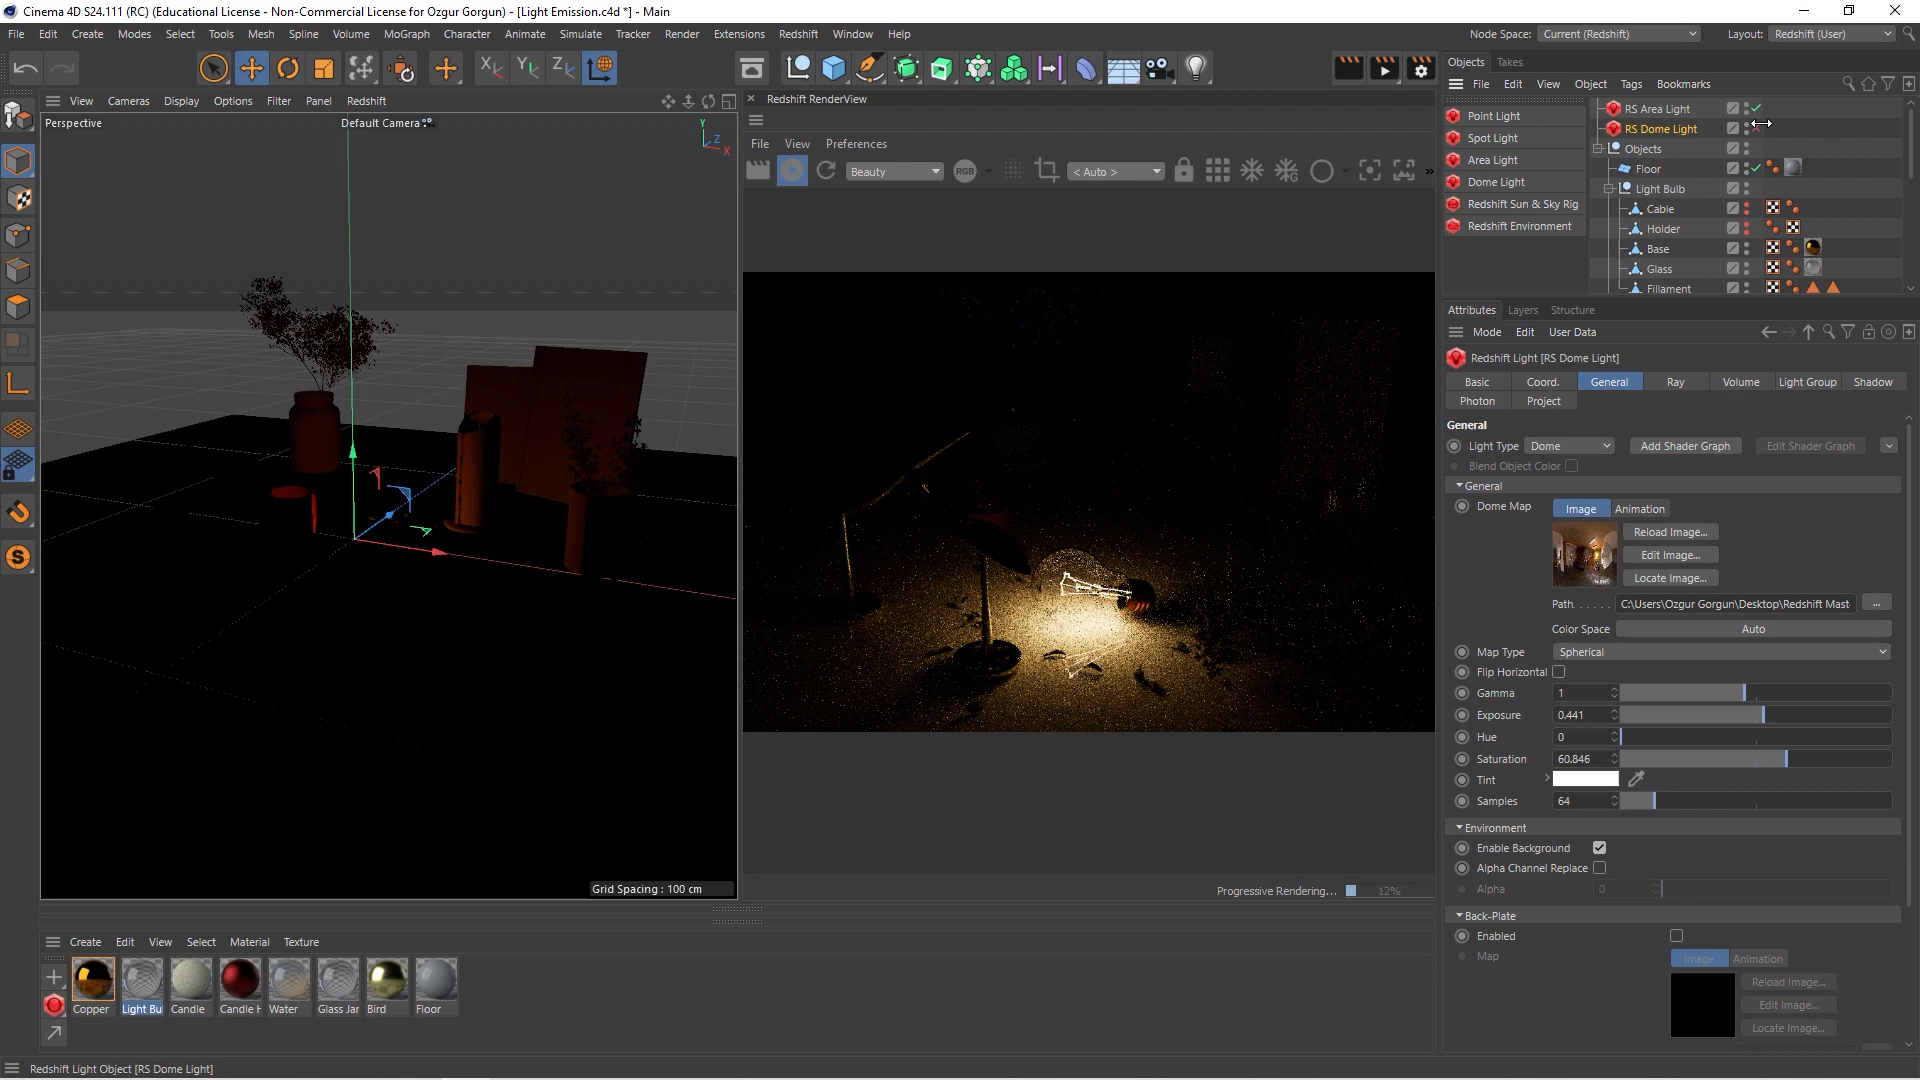 Cinema 4D S24.111 (RC) (Educational License - Non-Commercial License for Ozgur Gorgun) - [Light Emission.c4d *] - Main
File Edit Create Modes Select Tools Mesh Spline Volume MoGraph Character Animate Simulate Tracker Render Extensions Redshift Window Help
Node Space: Current (Redshift) Layout: Redshift (User)
X Y Z
Objects Takes
File Edit View Object Tags Bookmarks
View Cameras Display Options Filter Panel Redshift
Perspective
Default Camera
Y
Z
X
Grid Spacing : 100 cm
Redshift RenderView
File View Preferences
Beauty RGB < Auto > G »
Progressive Rendering... 12%
Point Light
Spot Light
Area Light
Dome Light
Redshift Sun & Sky Rig
Redshift Environment
RS Area Light
RS Dome Light
Objects
Floor
Light Bulb
Cable
Holder
Base
Glass
Fillament
Attributes Layers Structure
Mode Edit User Data
Redshift Light [RS Dome Light]
Basic Coord. General Ray Volume Light Group Shadow
Photon Project
General
Light Type Dome Add Shader Graph Edit Shader Graph
Blend Object Color
General
Dome Map Image Animation
Reload Image...
Edit Image...
Locate Image...
Path. . . . . C:\Users\Ozgur Gorgun\Desktop\Redshift Mast ...
Color Space Auto
Map Type Spherical
Flip Horizontal
Gamma 1
Exposure 0.441
Hue 0
Saturation 60.846
Tint
Samples 64
Environment
Enable Background
Alpha Channel Replace
Alpha 0
Back-Plate
Enabled
Map Image Animation
Reload Image...
Edit Image...
Locate Image...
Create Edit View Select Material Texture
Copper Light Bu Candle Candle H Water Glass Jar Bird Floor
Redshift Light Object [RS Dome Light]